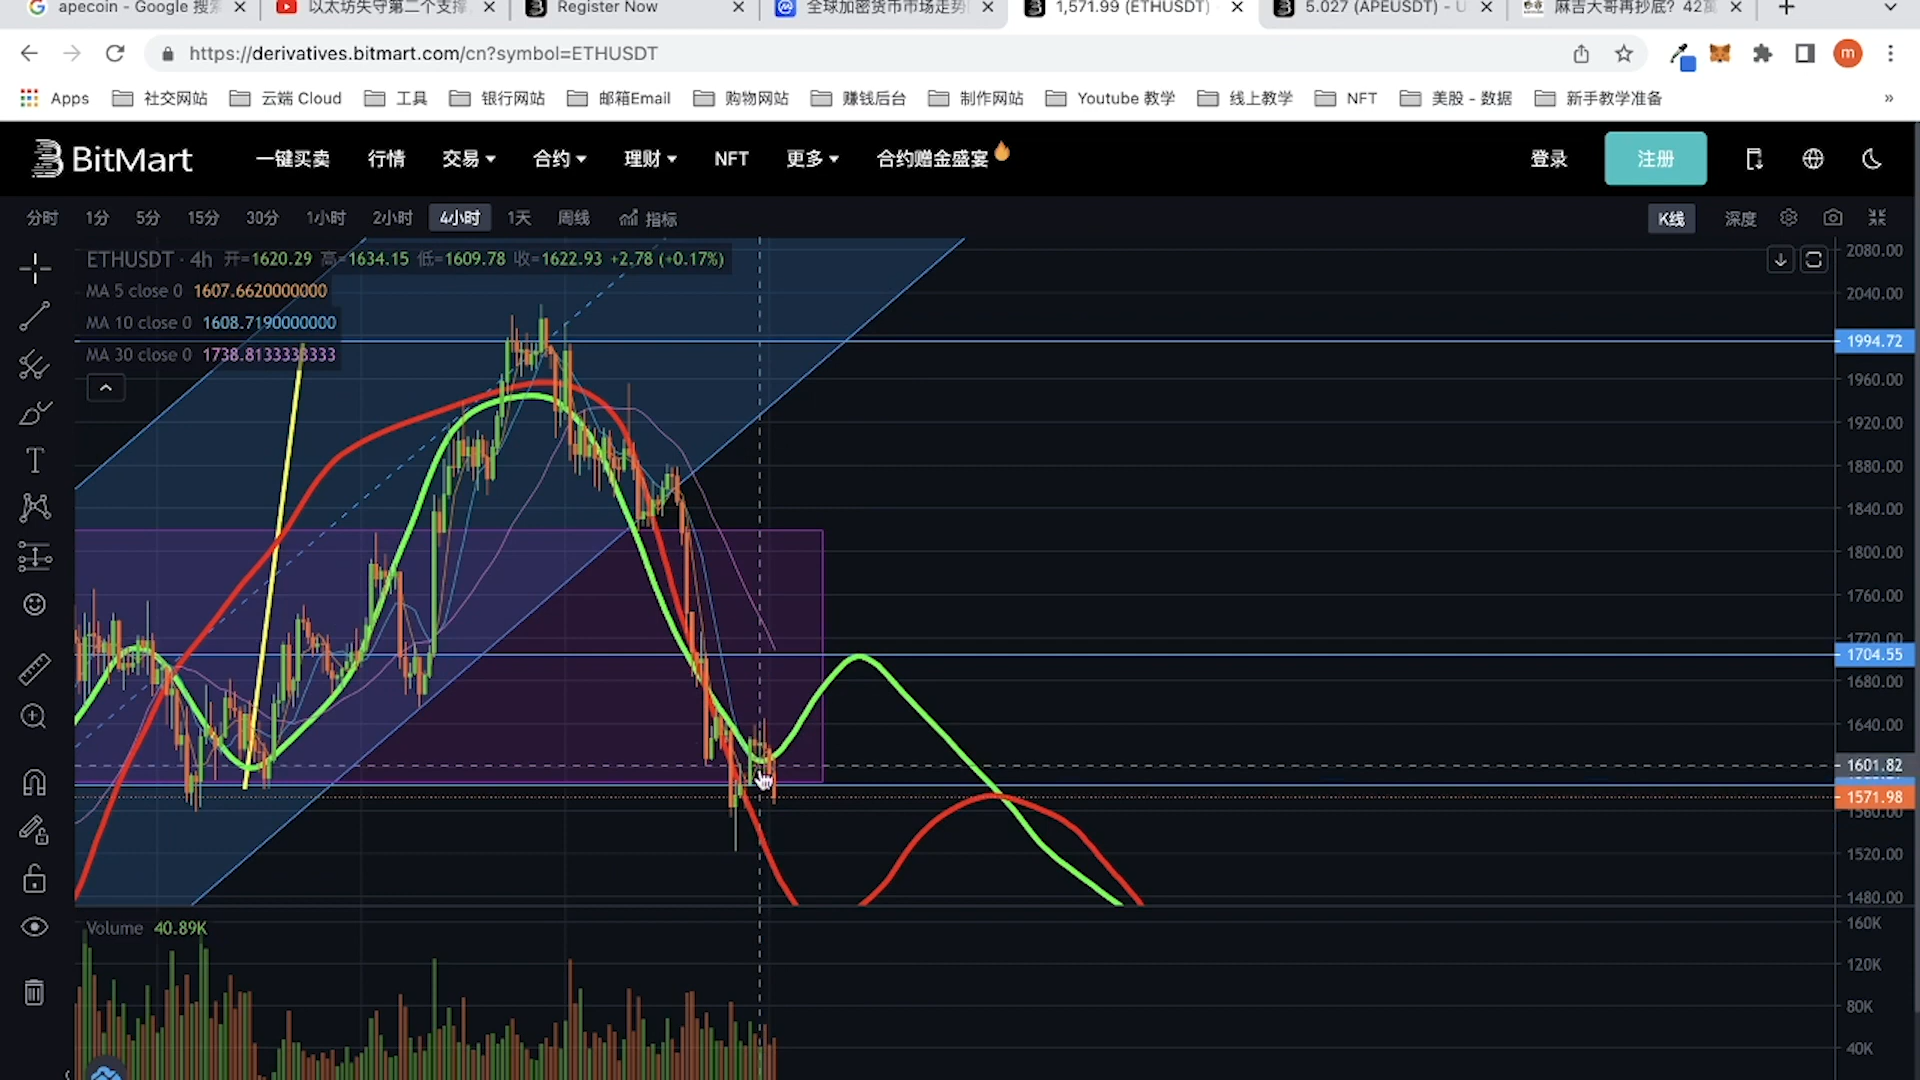 apecoin - Google 搜索
以太坊失守第二个支撑
Register Now
全球加密货币市场走势
1,571.99 (ETHUSDT)
5.027 (APEUSDT) - U
麻吉大哥再抄底? 42萬
https://derivatives.bitmart.com/cn?symbol=ETHUSDT
m
Apps 社交网站 云端 Cloud 工具 银行网站 邮箱Email 购物网站 赚钱后台 制作网站 Youtube 教学 线上教学 NFT 美股 - 数据 新手教学准备 »
BitMart 一键买卖 行情 交易 合约 理财 NFT 更多 合约赠金盛宴 登录 注册
分时 1分 5分 15分 30分 1小时 2小时 4小时 1天 周线 指标 K线 深度
ETHUSDT · 4h 开=1620.29 高=1634.15 低=1609.78 收=1622.93 +2.78 (+0.17%)
MA 5 close 0 1607.6620000000
MA 10 close 0 1608.7190000000
MA 30 close 0 1738.8133333333
2080.00
2040.00
1994.72
1960.00
1920.00
1880.00
1840.00
1800.00
1760.00
1720.00
1704.55
1680.00
1640.00
1601.82
1571.98
1560.00
1520.00
1480.00
Volume 40.89K
160K
120K
80K
40K